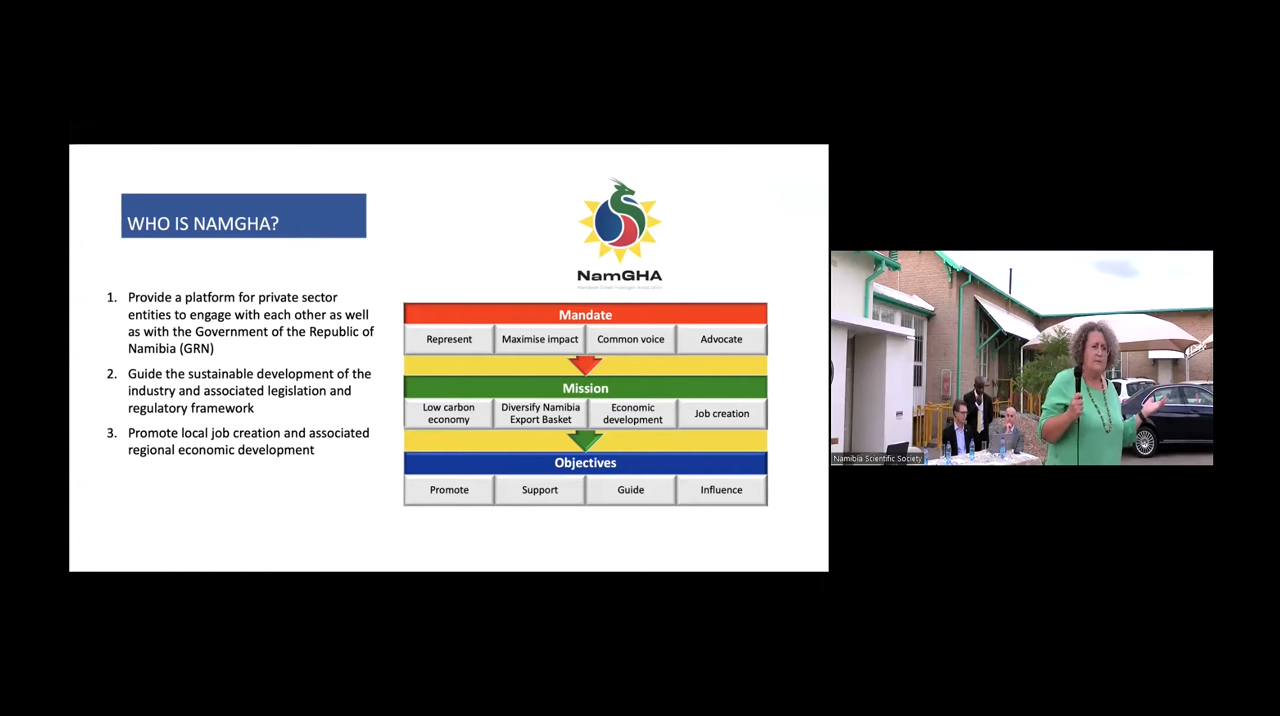 WHO IS NAMGHA?
1. Provide a platform for private sector
entities to engage with each other as well
as with the Government of the Republic of
Namibia (GRN)
2. Guide the sustainable development of the
industry and associated legislation and
regulatory framework
3. Promote local job creation and associated
regional economic development
NamGHA
Namibian Green Hydrogen Association
Mandate
Represent
Maximise impact
Common voice
Advocate
Mission
Low carbon
economy
Diversify Namibia
Export Basket
Economic
development
Job creation
Objectives
Promote
Support
Guide
Influence
Namibia Scientific Society